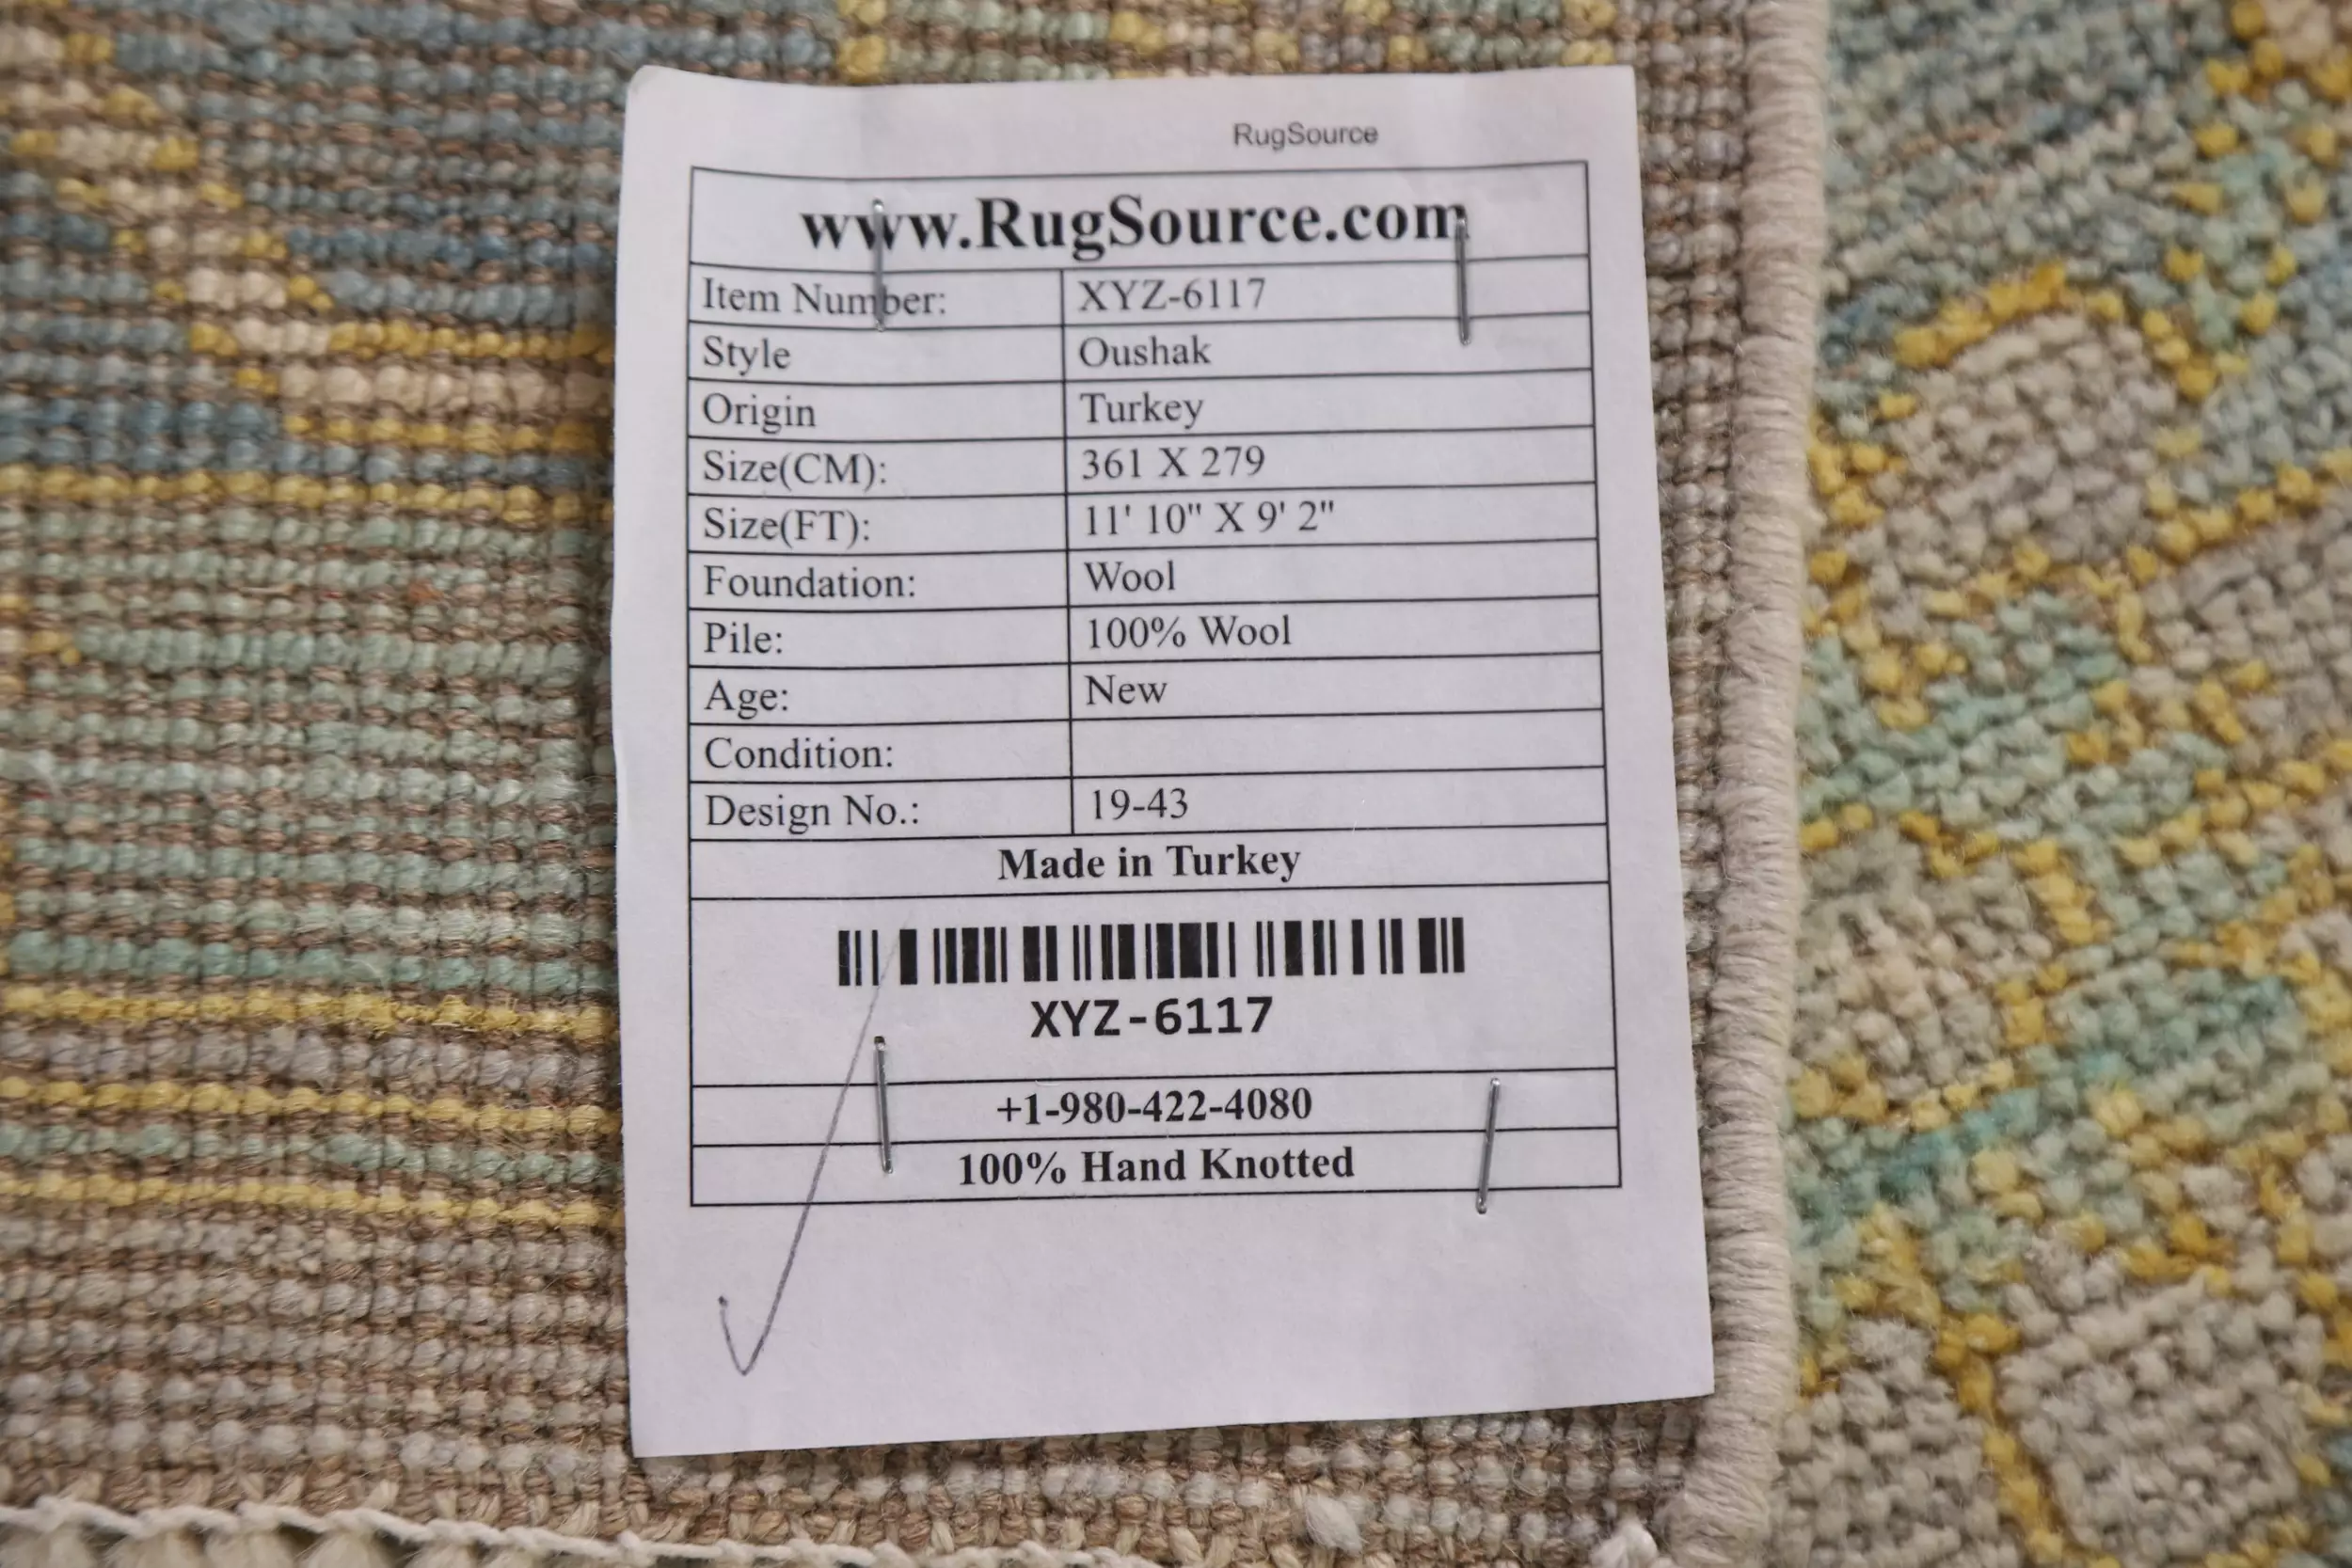 RugSource
www.RugSource.com
Item Number: XYZ-6117
Style Oushak
Origin Turkey
Size(CM): 361 X 279
Size(FT): 11' 10" X 9' 2"
Foundation: Wool
Pile: 100% Wool
Age: New
Condition:
Design No.: 19-43
Made in Turkey
XYZ-6117
+1-980-422-4080
100% Hand Knotted